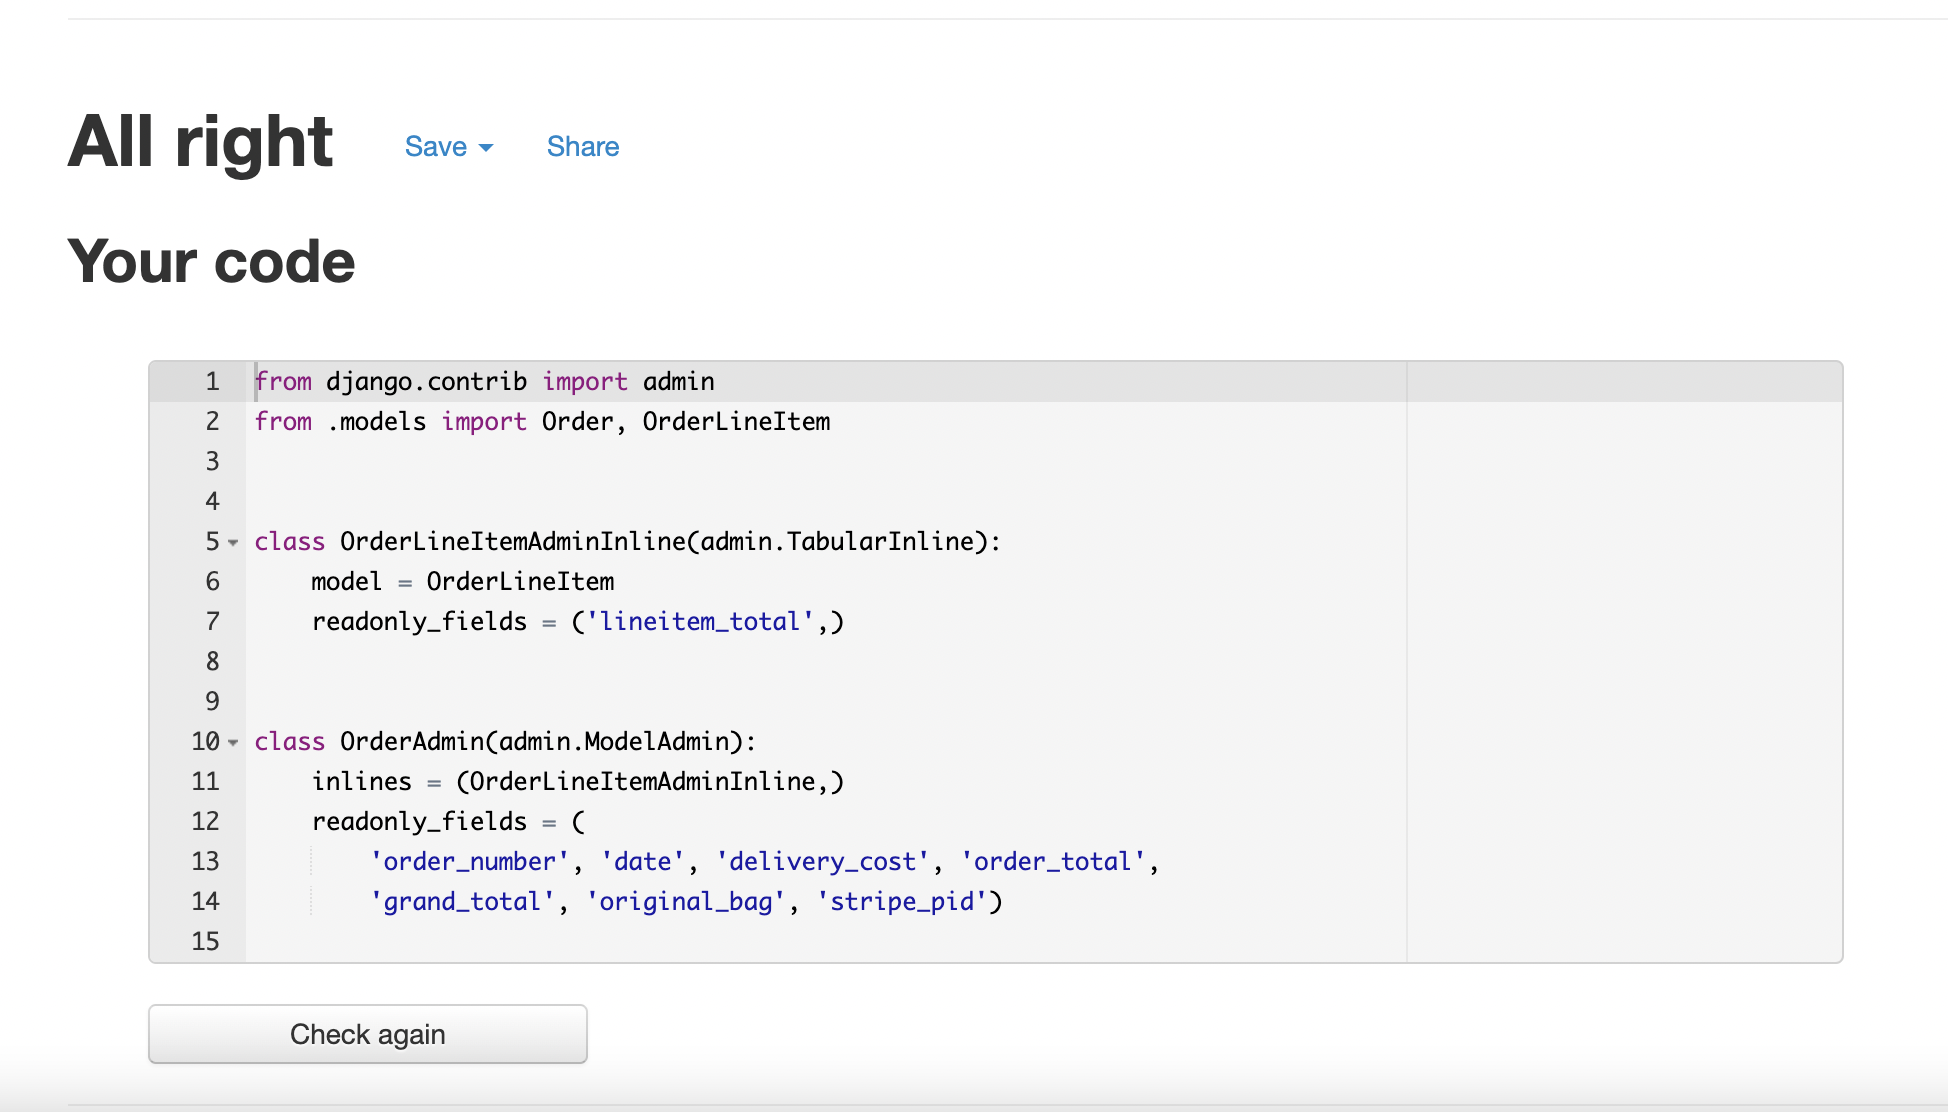 All right
Save
Share
Your code
1 from django.contrib import admin
2 from .models import Order, OrderLineItem
3
4
5 class OrderLineItemAdminInline(admin.TabularInline):
6     model = OrderLineItem
7     readonly_fields = ('lineitem_total',)
8
9
10 class OrderAdmin(admin.ModelAdmin):
11     inlines = (OrderLineItemAdminInline,)
12     readonly_fields = (
13         'order_number', 'date', 'delivery_cost', 'order_total',
14         'grand_total', 'original_bag', 'stripe_pid')
15
Check again